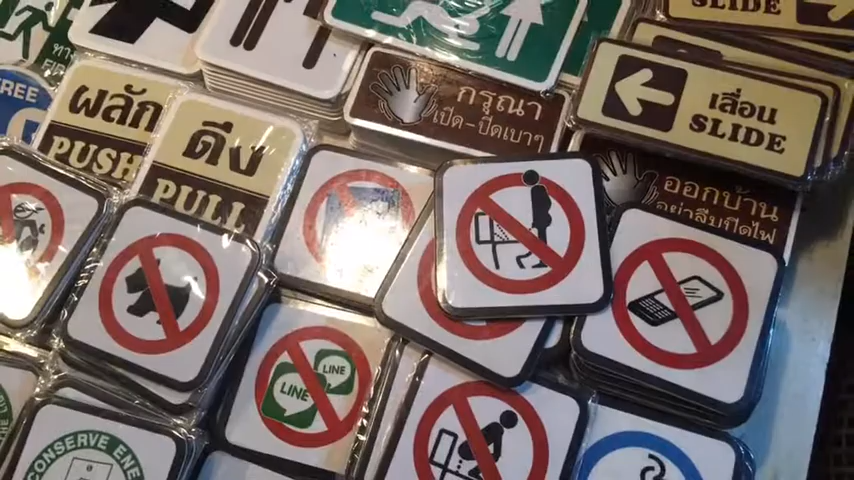 SLIDE
FREE
ผลัก
PUSH
ดึง
PULL
กรุณา
เปิด-ปิดเบาๆ
เลื่อน
SLIDE
ออกบ้าน
อย่าลืมปิดไฟ
LINE
LINE
CONSERVE ENE